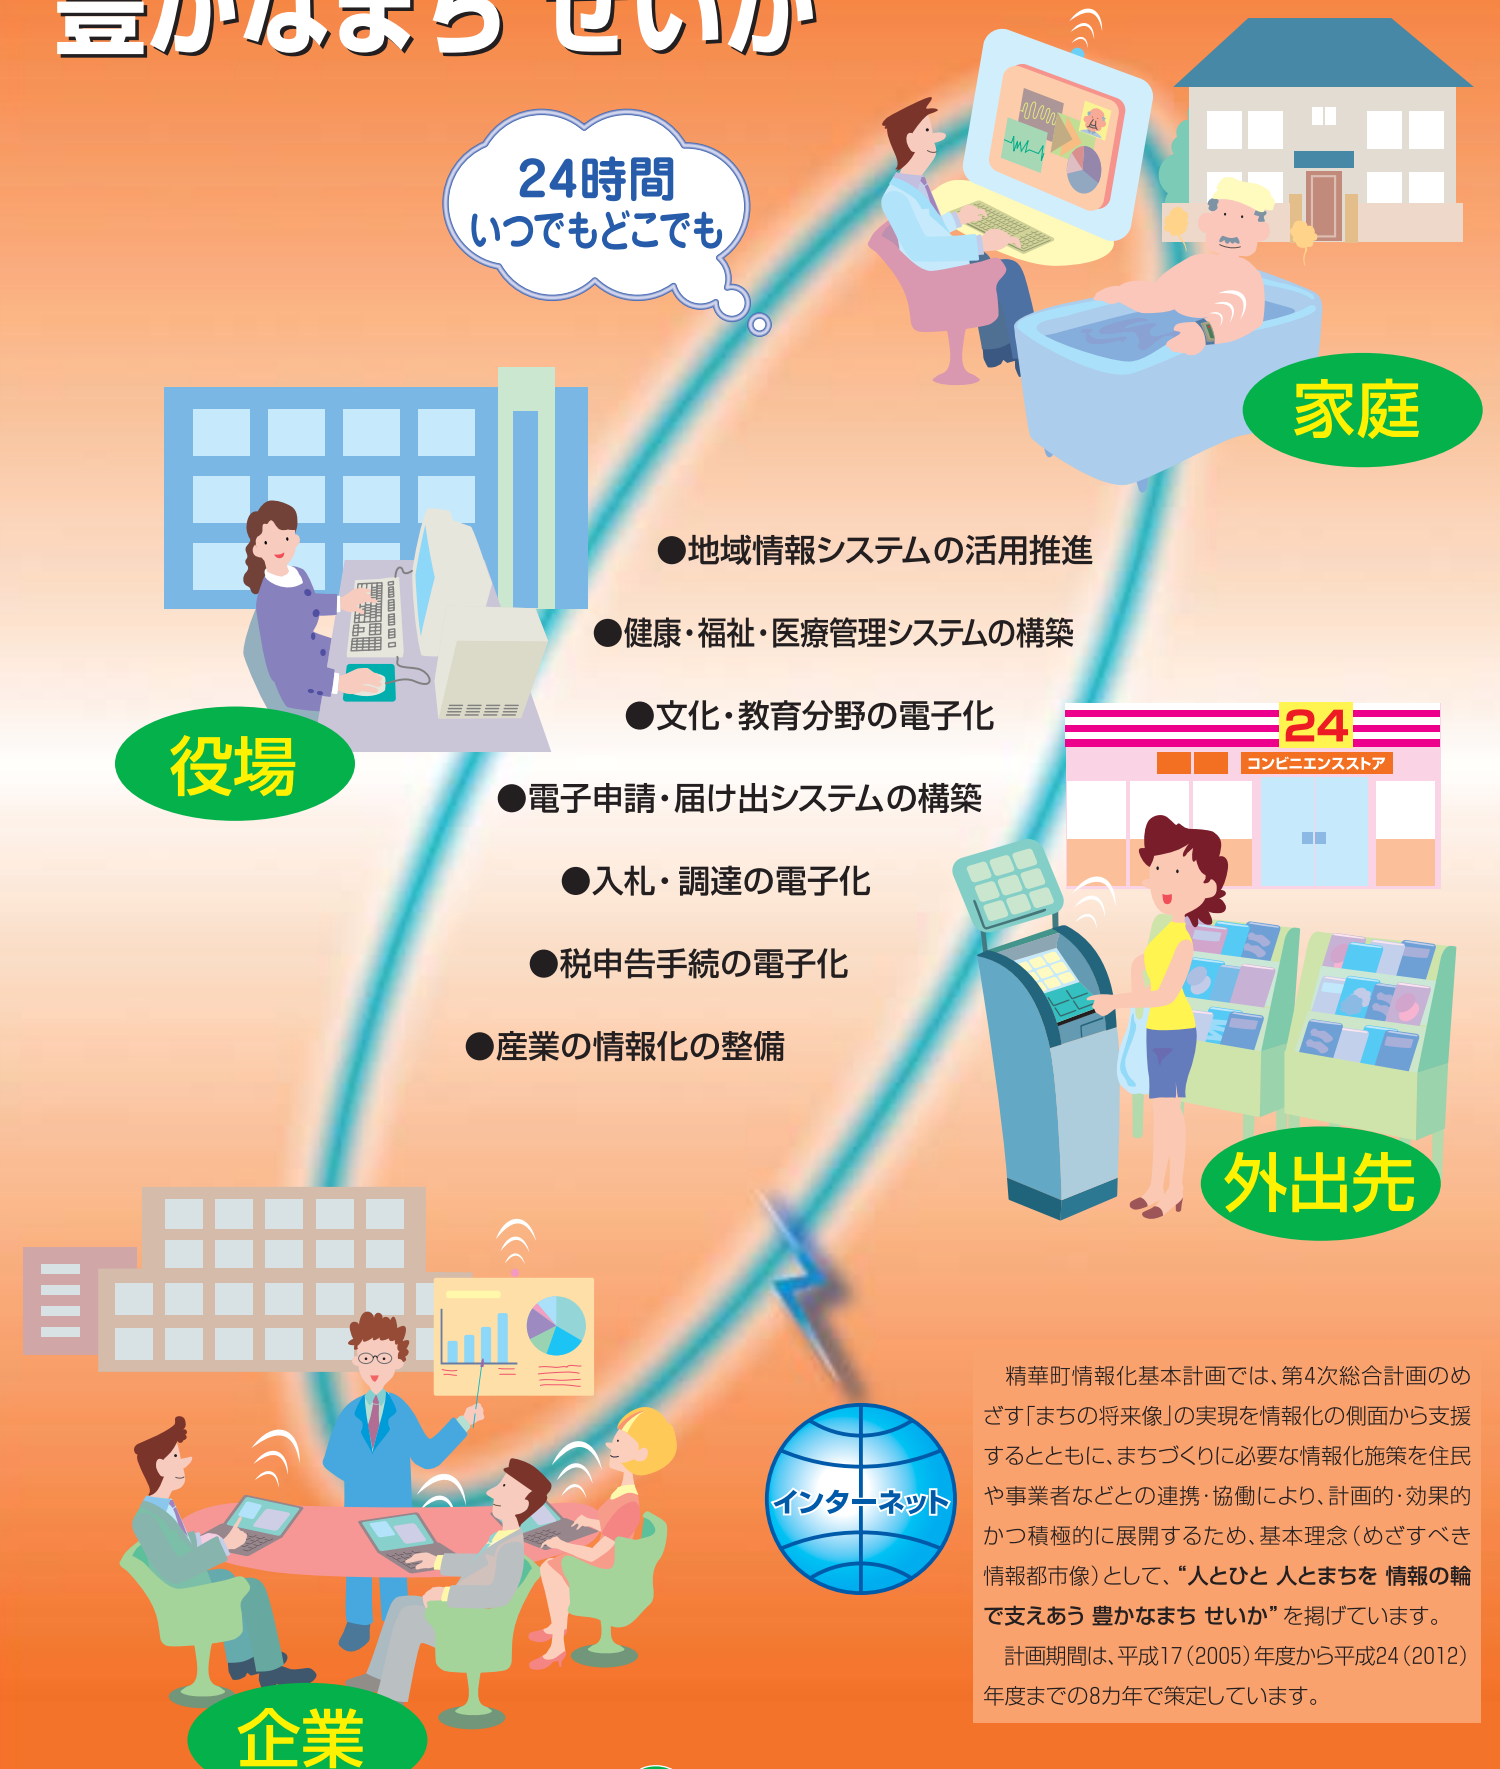 豊かなまち せいか
24時間
いつでもどこでも
家庭
●地域情報システムの活用推進
●健康・福祉・医療管理システムの構築
●文化・教育分野の電子化
役場
24
コンビニエンスストア
●電子申請・届け出システムの構築
●入札・調達の電子化
●税申告手続の電子化
●産業の情報化の整備
外出先
インターネット
精華町情報化基本計画では、第4次総合計画のめ
ざす「まちの将来像」の実現を情報化の側面から支援
するとともに、まちづくりに必要な情報化施策を住民
や事業者などとの連携・協働により、計画的・効果的
かつ積極的に展開するため、基本理念（めざすべき
情報都市像）として、“人とひと 人とまちを 情報の輪
で支えあう 豊かなまち せいか”を掲げています。
計画期間は、平成17（2005）年度から平成24（2012）
年度までの8カ年で策定しています。
企業